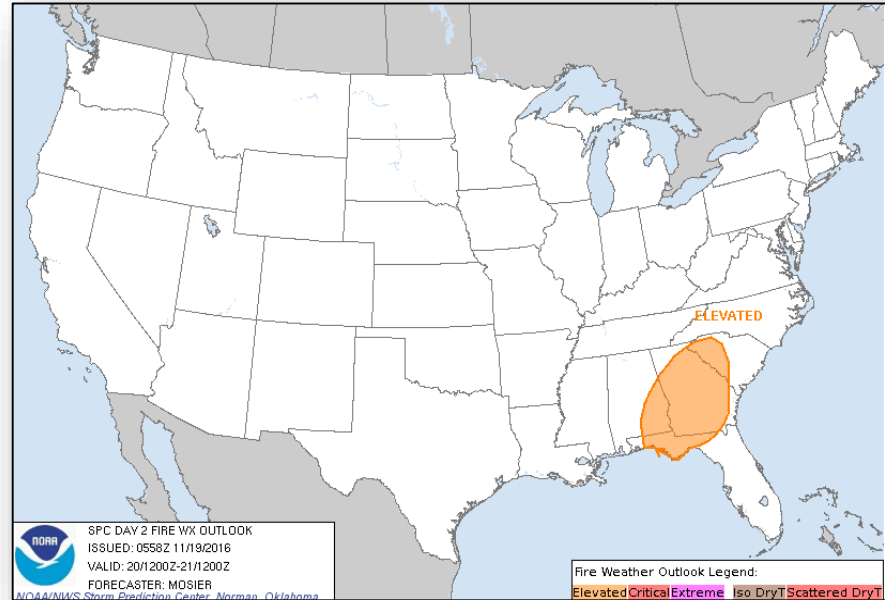 ELEVATED
NOAA
SPC DAY 2 FIRE WX OUTLOOK
ISSUED: 0558Z 11/19/2016
VALID: 20/1200Z-21/1200Z
FORECASTER: MOSIER
NOAA/NWS Storm Prediction Center, Norman, Oklahoma
Fire Weather Outlook Legend:
Elevated Critical Extreme Iso DryT Scattered DryT